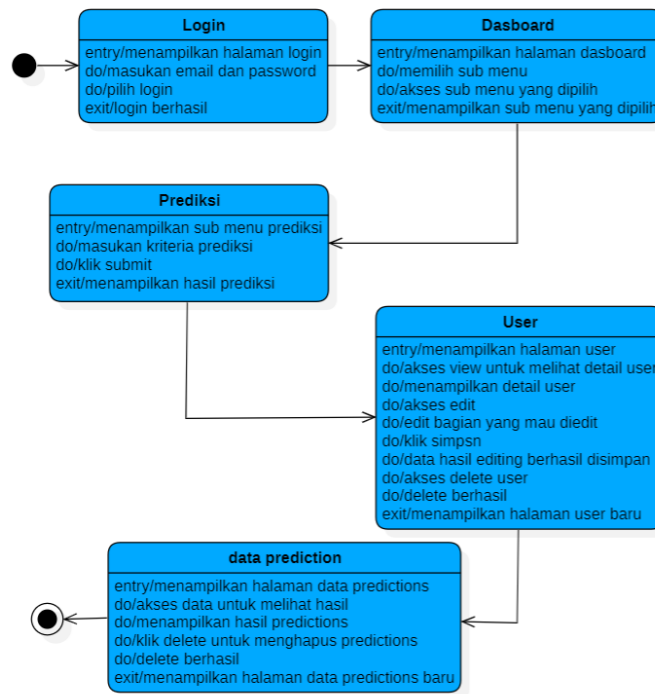 Login
entry/menampilkan halaman login
do/masukan email dan password
do/pilih login
exit/login berhasil
Dasboard
entry/menampilkan halaman dasboard
do/memilih sub menu
do/akses sub menu yang dipilih
exit/menampilkan sub menu yang dipilih
Prediksi
entry/menampilkan sub menu prediksi
do/masukan kriteria prediksi
do/klik submit
exit/menampilkan hasil prediksi
User
entry/menampilkan halaman user
do/akses view untuk melihat detail user
do/menampilkan detail user
do/akses edit
do/edit bagian yang mau diedit
do/klik simpsn
do/data hasil editing berhasil disimpan
do/akses delete user
do/delete berhasil
exit/menampilkan halaman user baru
data prediction
entry/menampilkan halaman data predictions
do/akses data untuk melihat hasil
do/menampilkan hasil predictions
do/klik delete untuk menghapus predictions
do/delete berhasil
exit/menampilkan halaman data predictions baru